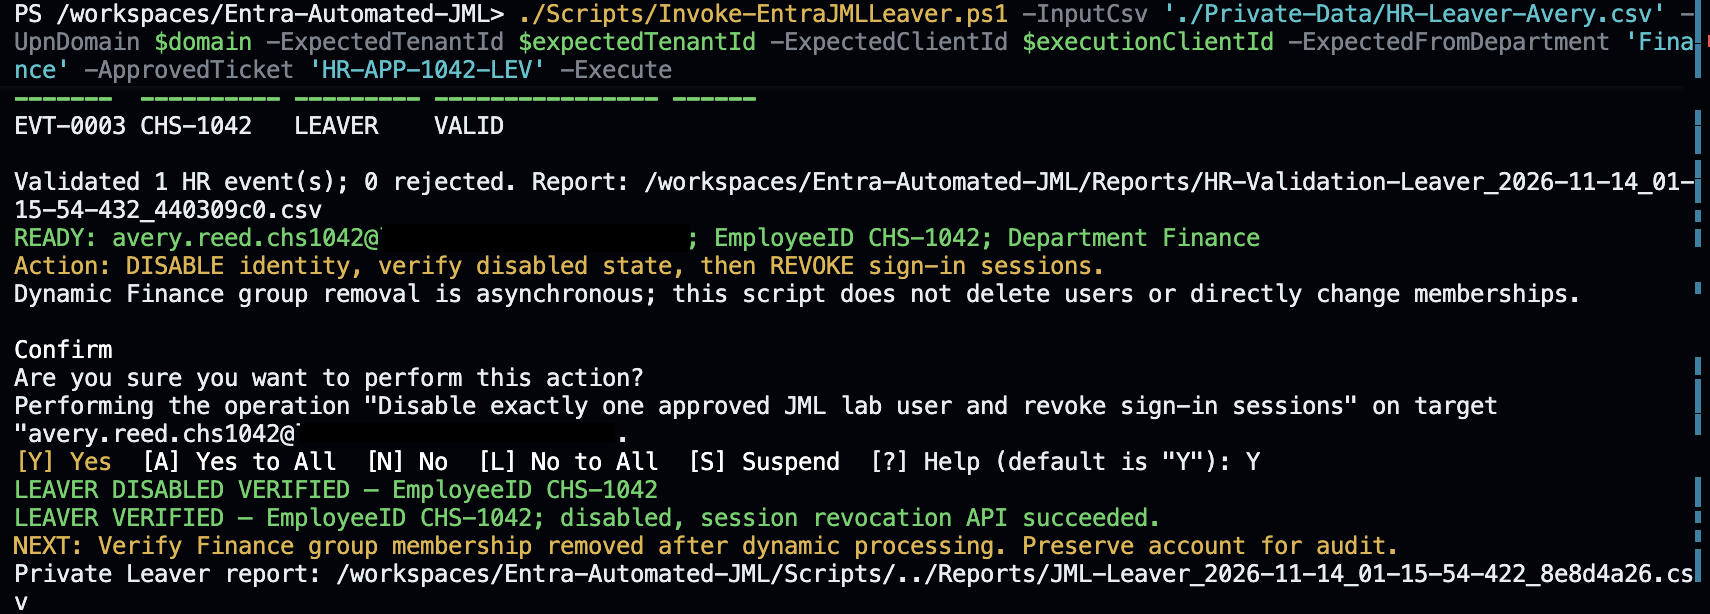 PS /workspaces/Entra-Automated-JML> ./Scripts/Invoke-EntraJMLLeaver.ps1 -InputCsv './Private-Data/HR-Leaver-Avery.csv' -
UpnDomain $domain -ExpectedTenantId $expectedTenantId -ExpectedClientId $executionClientId -ExpectedFromDepartment 'Fina
nce' -ApprovedTicket 'HR-APP-1042-LEV' -Execute
------- ---------- --------- ---------------- ------
EVT-0003 CHS-1042 LEAVER VALID
Validated 1 HR event(s); 0 rejected. Report: /workspaces/Entra-Automated-JML/Reports/HR-Validation-Leaver_2026-11-14_01-
15-54-432_440309c0.csv
READY: avery.reed.chs1042@ ; EmployeeID CHS-1042; Department Finance
Action: DISABLE identity, verify disabled state, then REVOKE sign-in sessions.
Dynamic Finance group removal is asynchronous; this script does not delete users or directly change memberships.
Confirm
Are you sure you want to perform this action?
Performing the operation "Disable exactly one approved JML lab user and revoke sign-in sessions" on target
"avery.reed.chs1042@ .
[Y] Yes [A] Yes to All [N] No [L] No to All [S] Suspend [?] Help (default is "Y"): Y
LEAVER DISABLED VERIFIED — EmployeeID CHS-1042
LEAVER VERIFIED — EmployeeID CHS-1042; disabled, session revocation API succeeded.
NEXT: Verify Finance group membership removed after dynamic processing. Preserve account for audit.
Private Leaver report: /workspaces/Entra-Automated-JML/Scripts/../Reports/JML-Leaver_2026-11-14_01-15-54-422_8e8d4a26.cs
v